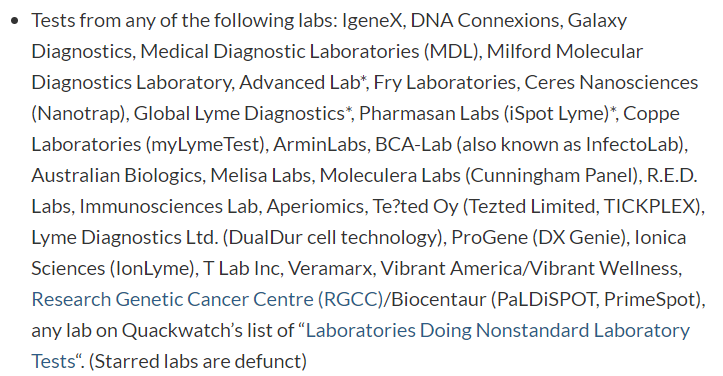 • Tests from any of the following labs: IgeneX, DNA Connexions, Galaxy
Diagnostics, Medical Diagnostic Laboratories (MDL), Milford Molecular
Diagnostics Laboratory, Advanced Lab*, Fry Laboratories, Ceres Nanosciences
(Nanotrap), Global Lyme Diagnostics*, Pharmasan Labs (iSpot Lyme)*, Coppe
Laboratories (myLymeTest), ArminLabs, BCA-Lab (also known as InfectoLab),
Australian Biologics, Melisa Labs, Moleculera Labs (Cunningham Panel), R.E.D.
Labs, Immunosciences Lab, Aperiomics, Te?ted Oy (Tezted Limited, TICKPLEX),
Lyme Diagnostics Ltd. (DualDur cell technology), ProGene (DX Genie), Ionica
Sciences (IonLyme), T Lab Inc, Veramarx, Vibrant America/Vibrant Wellness,
Research Genetic Cancer Centre (RGCC)/Biocentaur (PaLDiSPOT, PrimeSpot),
any lab on Quackwatch’s list of “Laboratories Doing Nonstandard Laboratory
Tests“. (Starred labs are defunct)